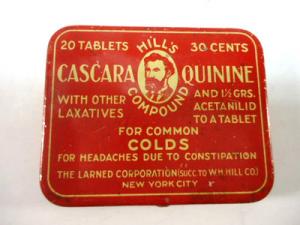 20 TABLETS HILL'S 30 CENTS
CASCARA QUININE
COMPOUND
WITH OTHER AND 1½ GRS.
LAXATIVES ACETANILID
TO A TABLET
FOR COMMON
COLDS
FOR HEADACHES DUE TO CONSTIPATION
THE LARNED CORPORATION (SUCC TO W.H. HILL CO.)
NEW YORK CITY